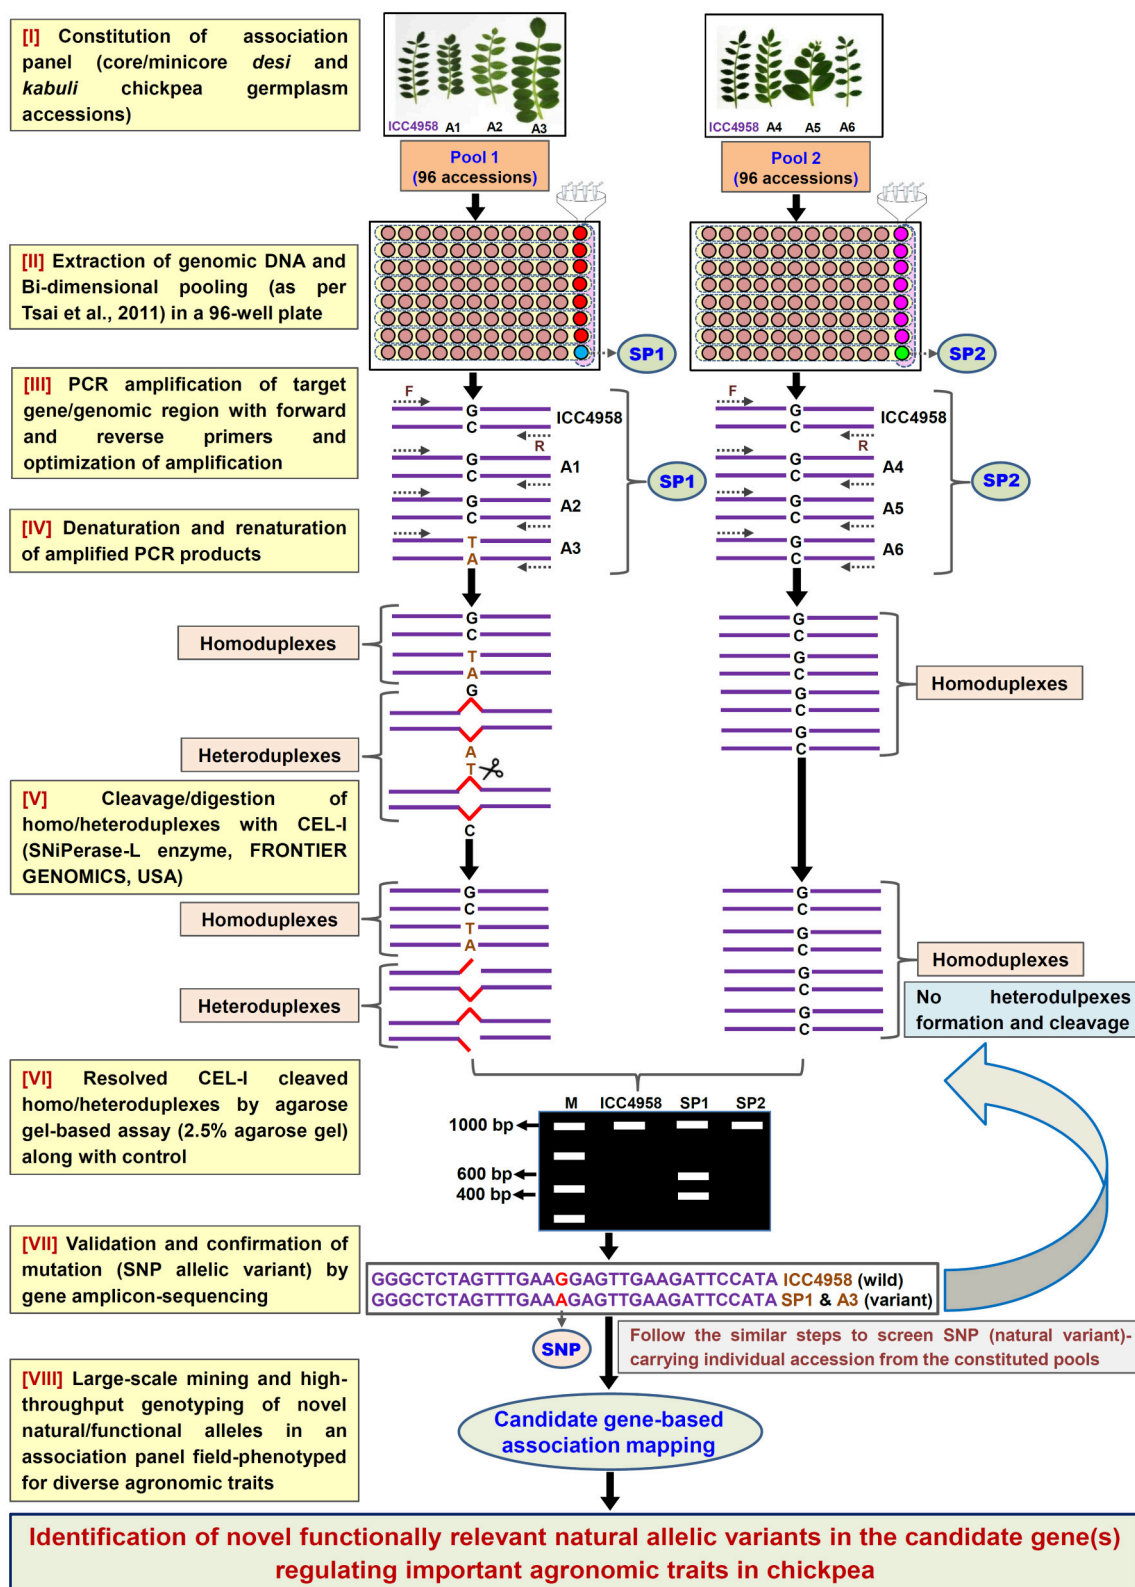 [I] Constitution of association
panel (core/minicore desi and
kabuli chickpea germplasm
accessions)
ICC4958 A1 A2 A3
ICC4958 A4 A5 A6
Pool 1
(96 accessions)
Pool 2
(96 accessions)
[II] Extraction of genomic DNA and
Bi-dimensional pooling (as per
Tsai et al., 2011) in a 96-well plate
SP1
SP2
[III] PCR amplification of target
gene/genomic region with forward
and reverse primers and
optimization of amplification
F
G
C
ICC4958
R
G
C
A1
G
C
A2
T
A
A3
SP1
F
G
C
ICC4958
R
G
C
A4
G
C
A5
G
C
A6
SP2
[IV] Denaturation and renaturation
of amplified PCR products
Homoduplexes
G
C
T
A
Heteroduplexes
G
A
T
C
G
C
G
C
G
C
G
C
Homoduplexes
[V] Cleavage/digestion of
homo/heteroduplexes with CEL-I
(SNiPerase-L enzyme, FRONTIER
GENOMICS, USA)
Homoduplexes
G
C
T
A
Heteroduplexes
G
C
G
C
G
C
G
C
Homoduplexes
No heterodulpexes
formation and cleavage
[VI] Resolved CEL-I cleaved
homo/heteroduplexes by agarose
gel-based assay (2.5% agarose gel)
along with control
M ICC4958 SP1 SP2
1000 bp
600 bp
400 bp
[VII] Validation and confirmation of
mutation (SNP allelic variant) by
gene amplicon-sequencing
GGGCTCTAGTTTGAAGGAGTTGAAGATTCCATA ICC4958 (wild)
GGGCTCTAGTTTGAAAGAGTTGAAGATTCCATA SP1 & A3 (variant)
SNP
Follow the similar steps to screen SNP (natural variant)-
carrying individual accession from the constituted pools
[VIII] Large-scale mining and high-
throughput genotyping of novel
natural/functional alleles in an
association panel field-phenotyped
for diverse agronomic traits
Candidate gene-based
association mapping
Identification of novel functionally relevant natural allelic variants in the candidate gene(s)
regulating important agronomic traits in chickpea